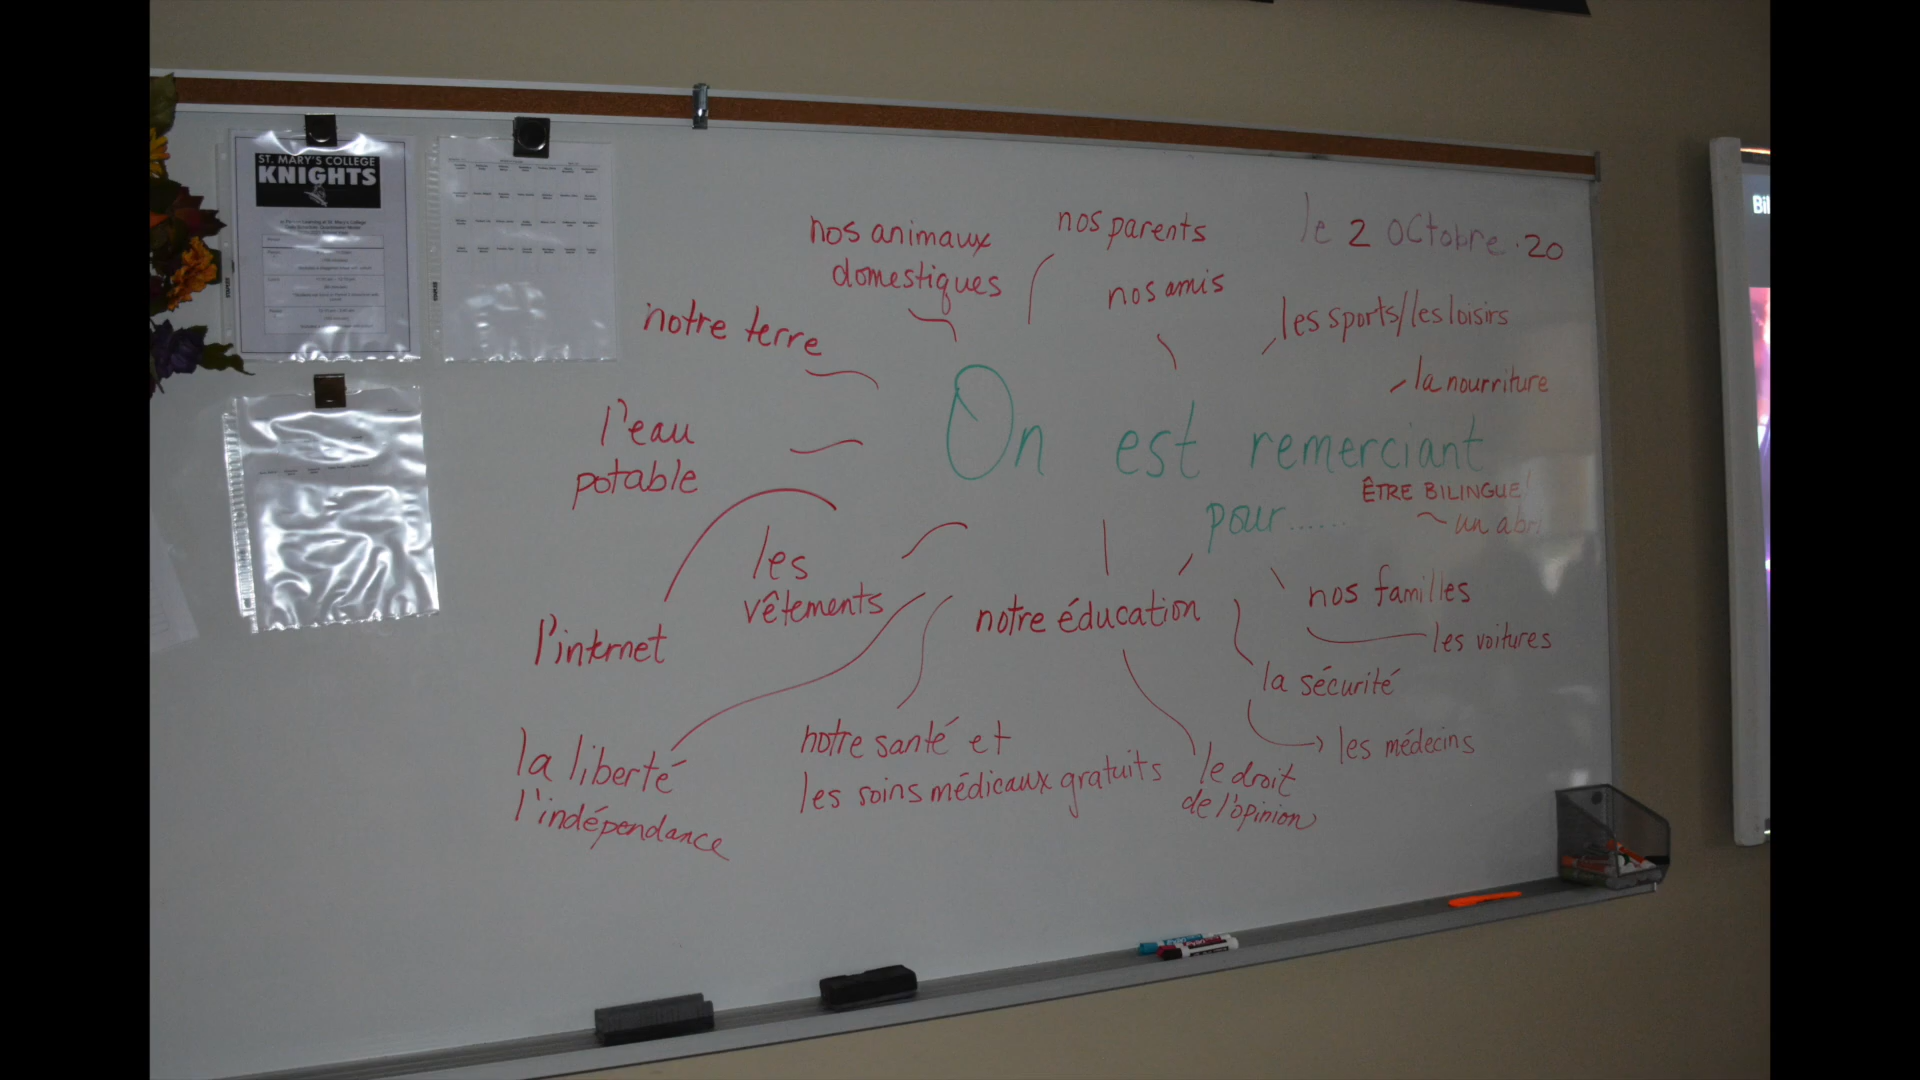 ST. MARY'S COLLEGE
KNIGHTS
le 2 octobre · 20
nos animaux
domestiques
nos parents
nos amis
notre terre
les sports/les loisirs
la nourriture
l'eau
potable
On est remerciant
pour......
ÊTRE BILINGUE!
un abri
les
vêtements
l'internet
notre éducation
nos familles
les voitures
la sécurité
les médecins
la liberté
l'indépendance
notre santé et
les soins médicaux gratuits
le droit
de l'opinion